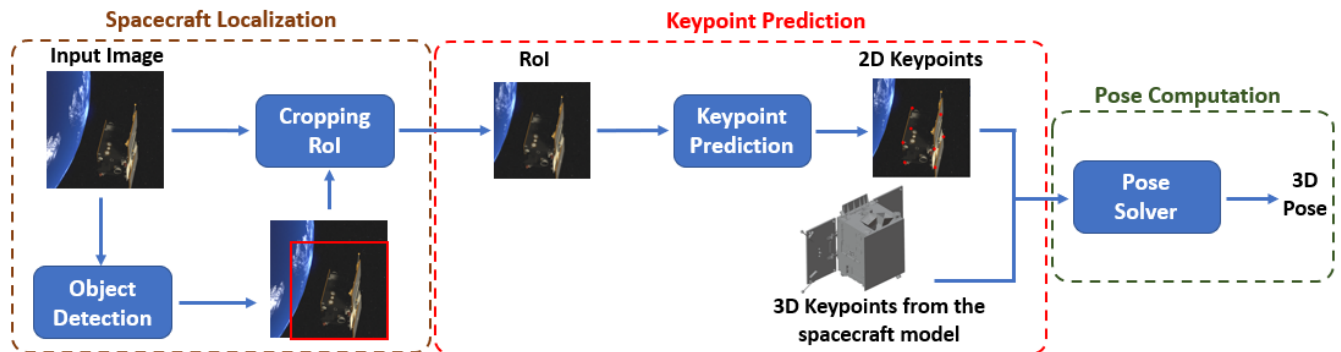 Spacecraft Localization
Input Image
Cropping
RoI
Object
Detection
Keypoint Prediction
RoI
Keypoint
Prediction
2D Keypoints
3D Keypoints from the
spacecraft model
Pose Computation
Pose
Solver
3D
Pose